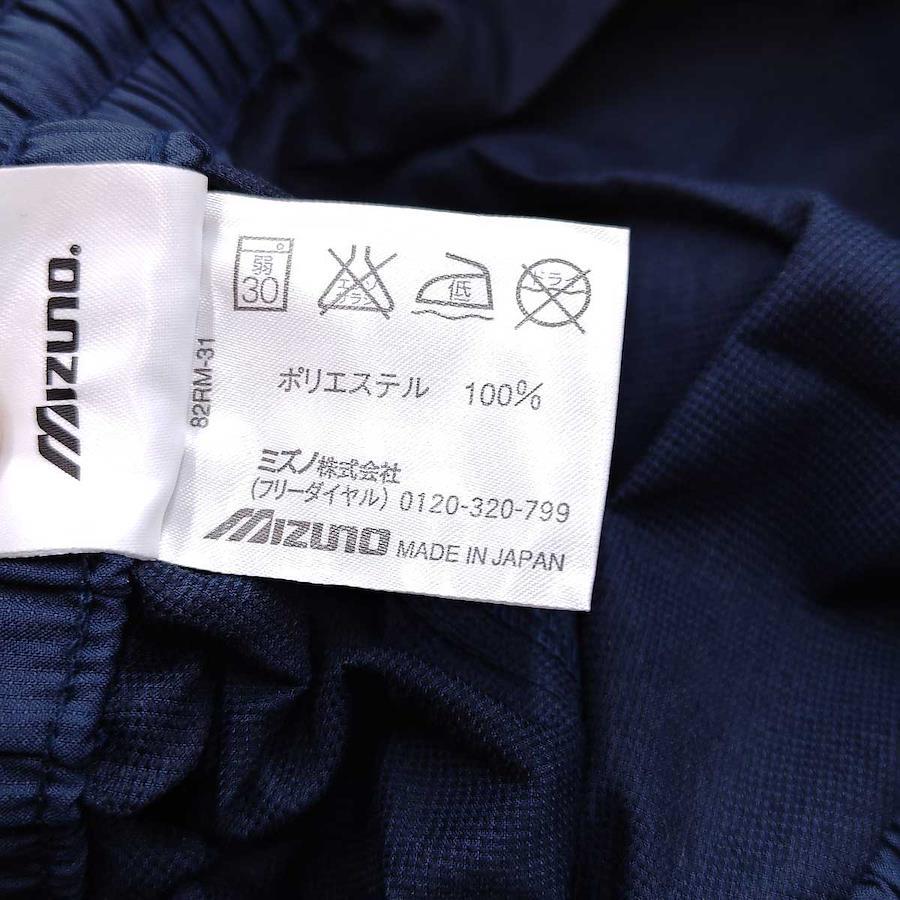 MIZUNO®
82RM-31
弱
30
エンソ
サラシ
低
ドライ
ポリエステル 100%
ミズノ株式会社
(フリーダイヤル) 0120-320-799
MIZUNO MADE IN JAPAN